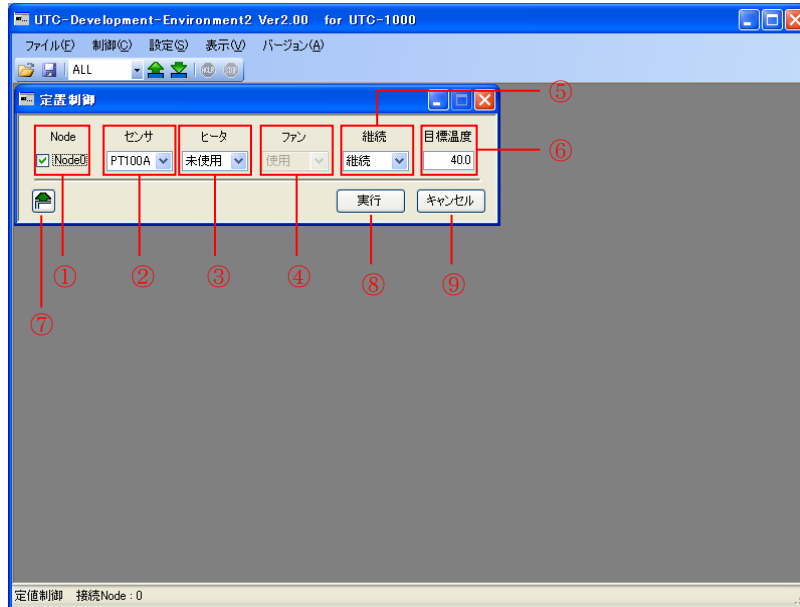 UTC-Development-Environment2 Ver2.00 for UTC-1000
ファイル(F) 制御(C) 設定(S) 表示(V) バージョン(A)
ALL
定置制御
⑤
Node センサ ヒータ ファン 継続 目標温度
Node0 PT100A 未使用 使用 継続 40.0
⑥
実行 キャンセル
① ② ③ ④ ⑧ ⑨
⑦
定値制御 接続Node : 0